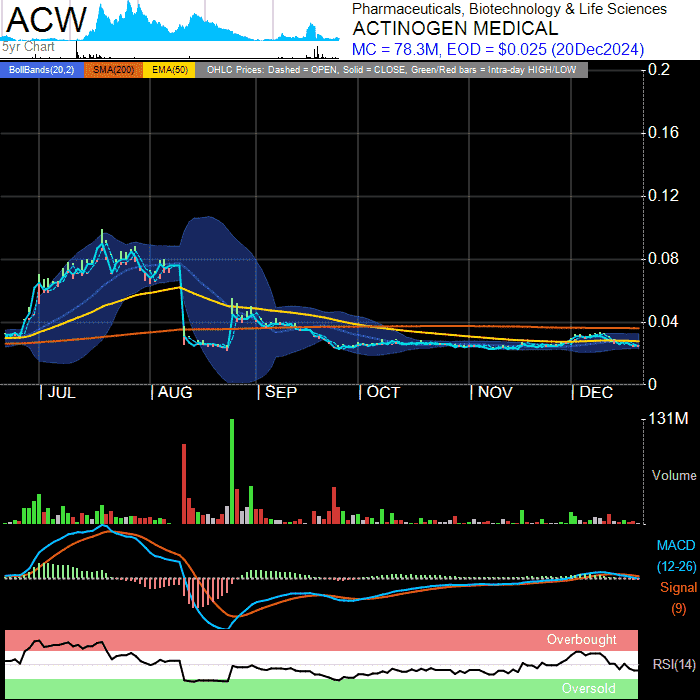 ACW
5yr Chart
Pharmaceuticals, Biotechnology & Life Sciences
ACTINOGEN MEDICAL
MC = 78.3M, EOD = $0.025 (20Dec2024)
BollBands(20,2) SMA(200) EMA(50) OHLC Prices: Dashed = OPEN, Solid = CLOSE, Green/Red bars = Intra-day HIGH/LOW
0.2
0.16
0.12
0.08
0.04
0
JUL AUG SEP OCT NOV DEC
131M
Volume
MACD
(12-26)
Signal
(9)
Overbought
RSI(14)
Oversold